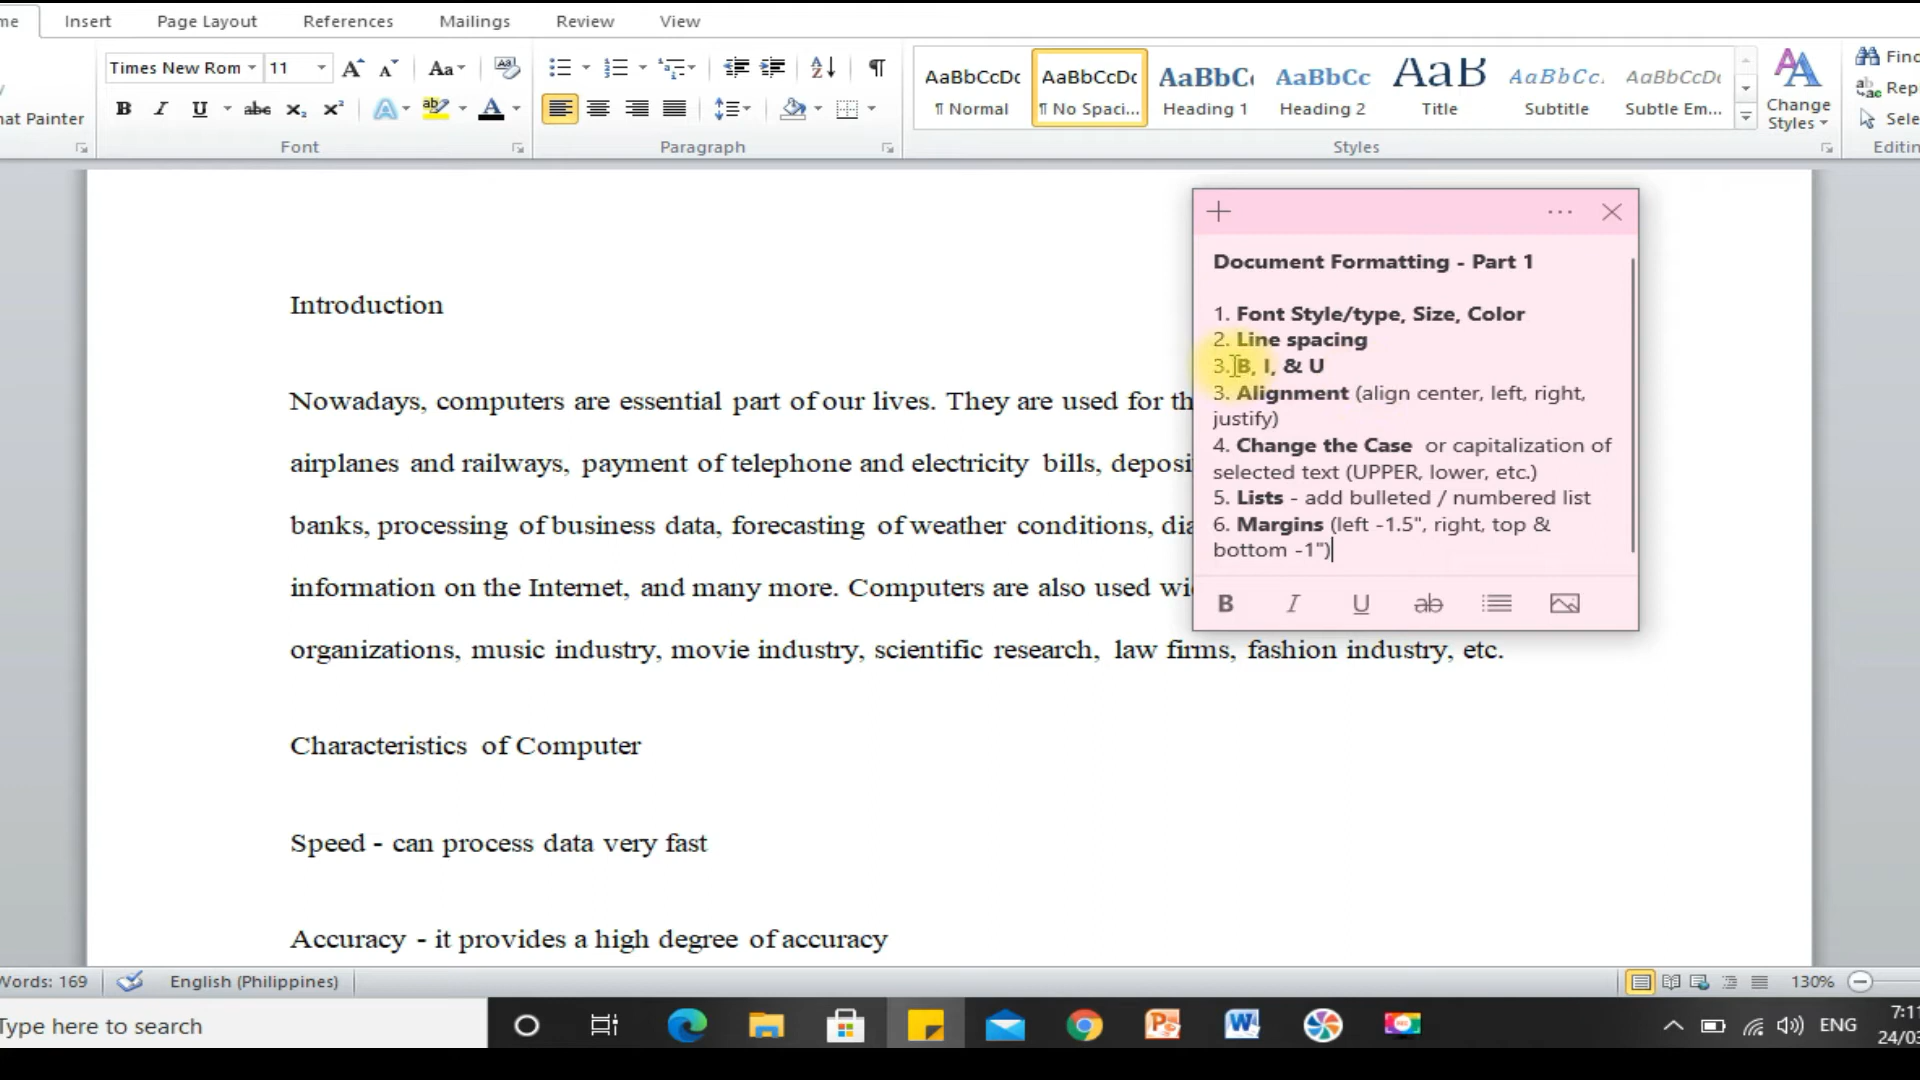 me Insert Page Layout References Mailings Review View
Times New Rom 11 Aa
B I U abc X₂ X² A ab A
AaBbCcDc AaBbCcDc AaBbC AaBbCc AaB AaBbCc. AaBbCcDc
¶ Normal ¶ No Spaci... Heading 1 Heading 2 Title Subtitle Subtle Em...
Change
Styles
Find
Rep
Sele
nat Painter
Font Paragraph Styles Editin
Document Formatting - Part 1
1. Font Style/type, Size, Color
2. Line spacing
3. B, I, & U
3. Alignment (align center, left, right,
justify)
4. Change the Case or capitalization of
selected text (UPPER, lower, etc.)
5. Lists - add bulleted / numbered list
6. Margins (left -1.5", right, top &
bottom -1")
B I U ab
Introduction
Nowadays, computers are essential part of our lives. They are used for th
airplanes and railways, payment of telephone and electricity bills, deposi
banks, processing of business data, forecasting of weather conditions, dia
information on the Internet, and many more. Computers are also used wi
organizations, music industry, movie industry, scientific research, law firms, fashion industry, etc.
Characteristics of Computer
Speed - can process data very fast
Accuracy - it provides a high degree of accuracy
Words: 169 English (Philippines) 130%
Type here to search ENG
7:11
24/03